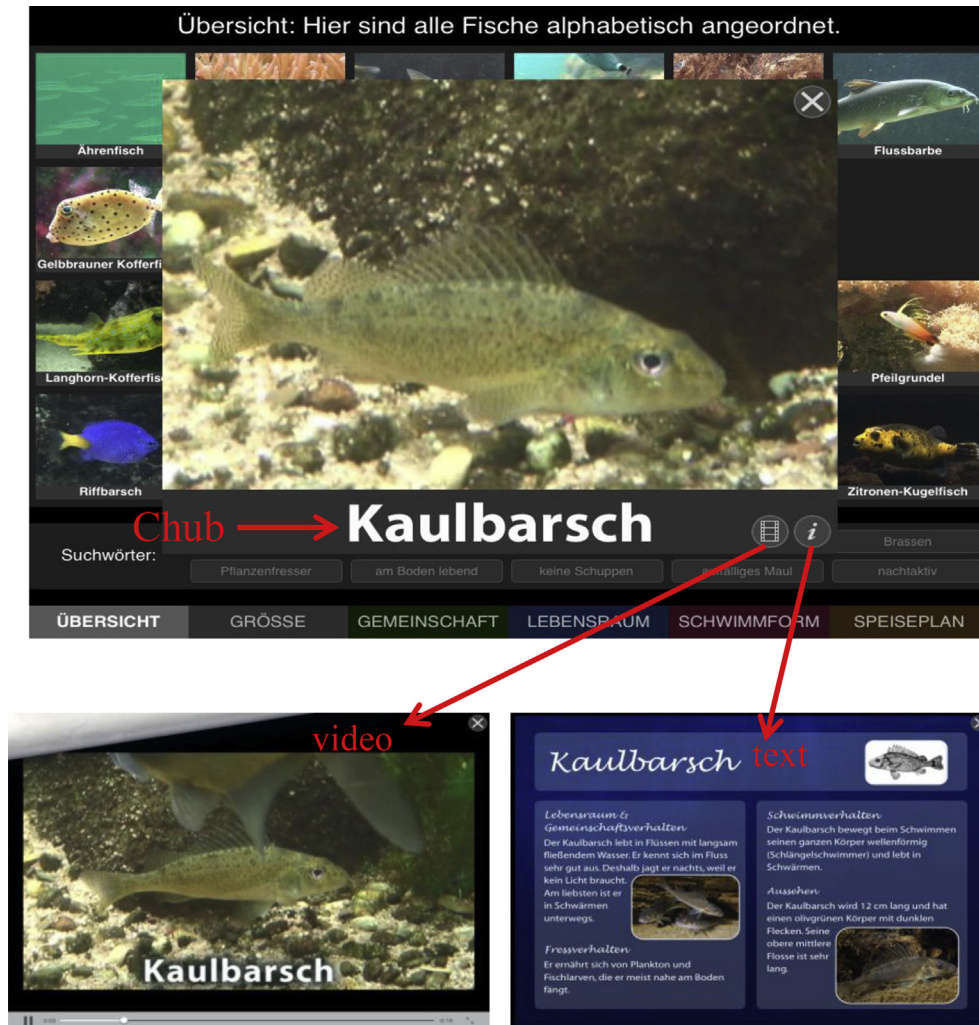 Übersicht: Hier sind alle Fische alphabetisch angeordnet.
Ährenfisch
Flussbarbe
Gelbbrauner Kofferfi
Langhorn-Kofferfis
Pfeilgrundel
Riffbarsch
Zitronen-Kugelfisch
Chub
Kaulbarsch
i
Suchwörter:
Brassen
Pflanzenfresser
am Boden lebend
keine Schuppen
auffälliges Maul
nachtaktiv
ÜBERSICHT
GRÖSSE
GEMEINSCHAFT
LEBENSRAUM
SCHWIMMFORM
SPEISEPLAN
video
Kaulbarsch
text
Kaulbarsch
Lebensraum &
Gemeinschaftsverhalten
Der Kaulbarsch lebt in Flüssen mit langsam
fließendem Wasser. Er kennt sich im Fluss
sehr gut aus. Deshalb jagt er nachts, weil er
kein Licht braucht.
Am liebsten ist er
in Schwärmen
unterwegs.
Fressverhalten
Er ernährt sich von Plankton und
Fischlarven, die er meist nahe am Boden
fängt.
Schwimmverhalten
Der Kaulbarsch bewegt beim Schwimmen
seinen ganzen Körper wellenförmig
(Schlängelschwimmer) und lebt in
Schwärmen.
Aussehen
Der Kaulbarsch wird 12 cm lang und hat
einen olivgrünen Körper mit dunklen
Flecken. Seine
obere mittlere
Flosse ist sehr
lang.